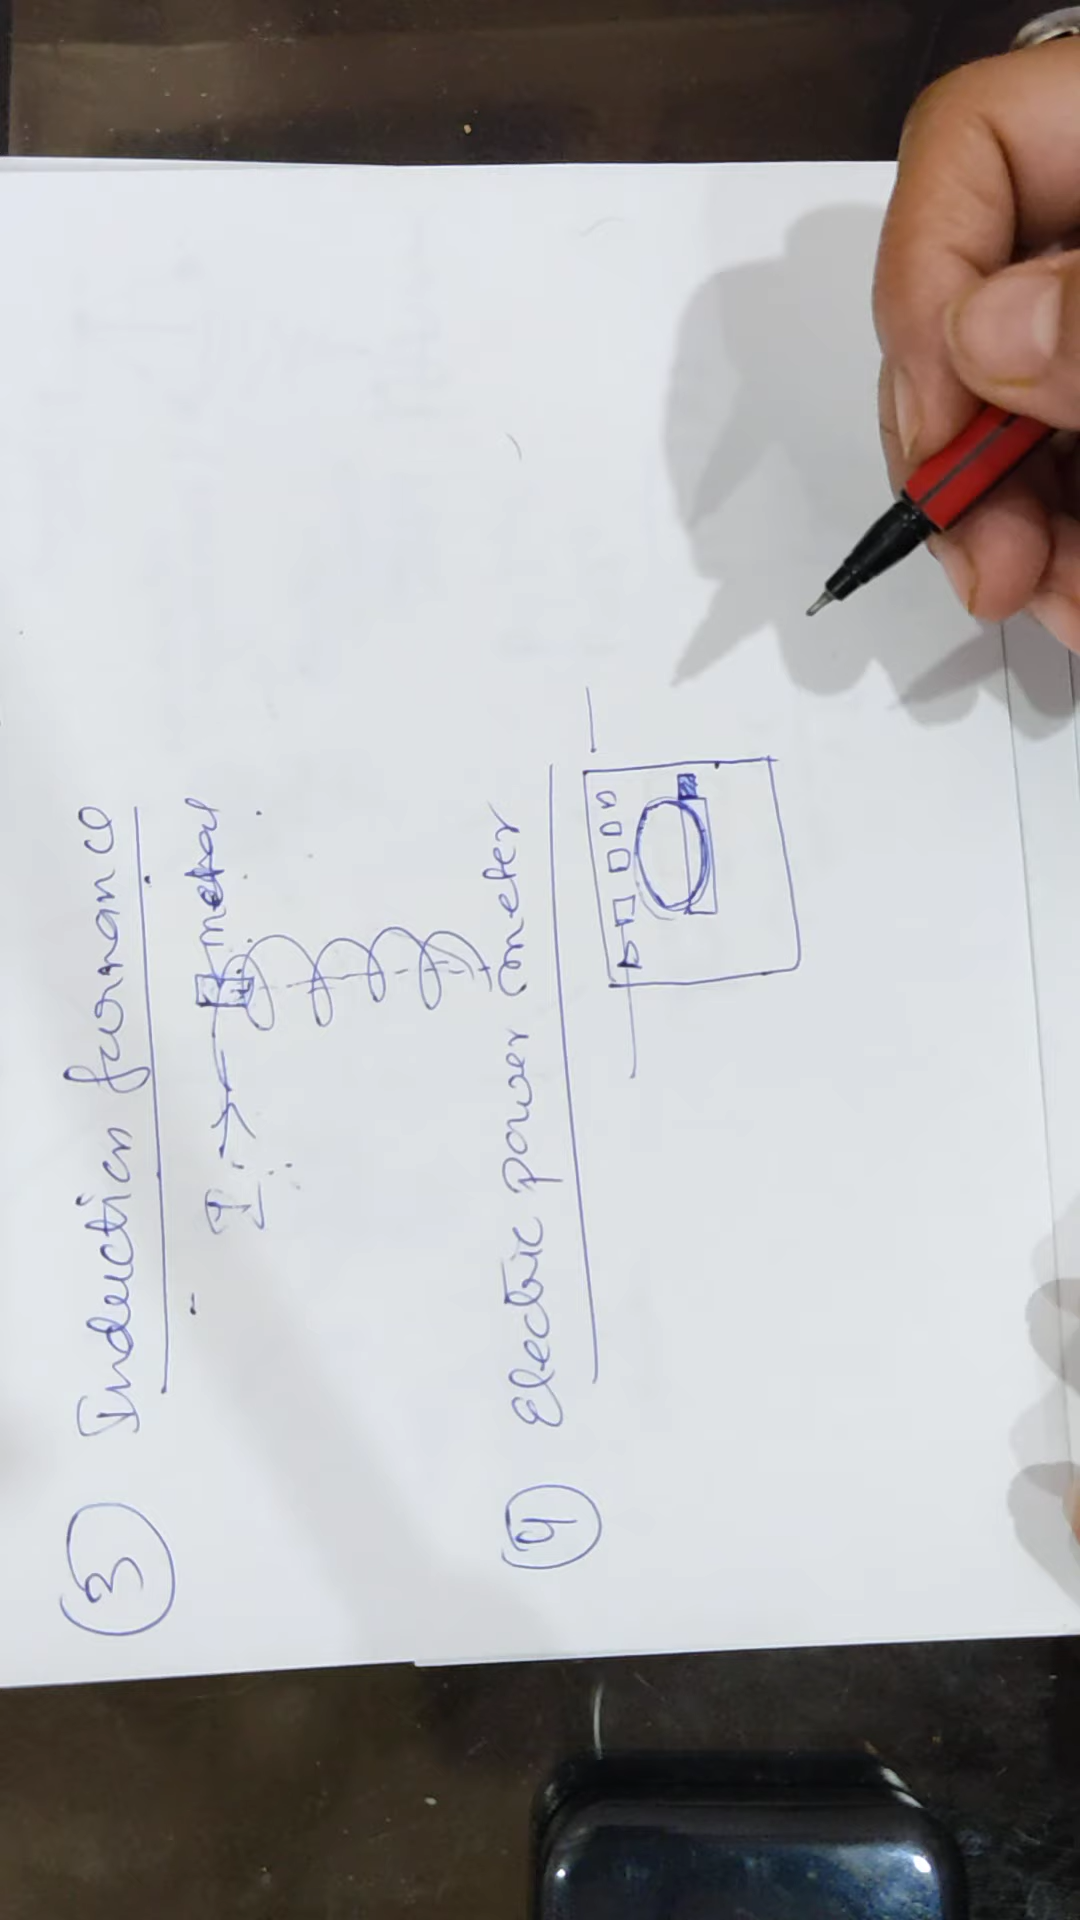 ③ Induction furnance
I metal
④ Electric power meter